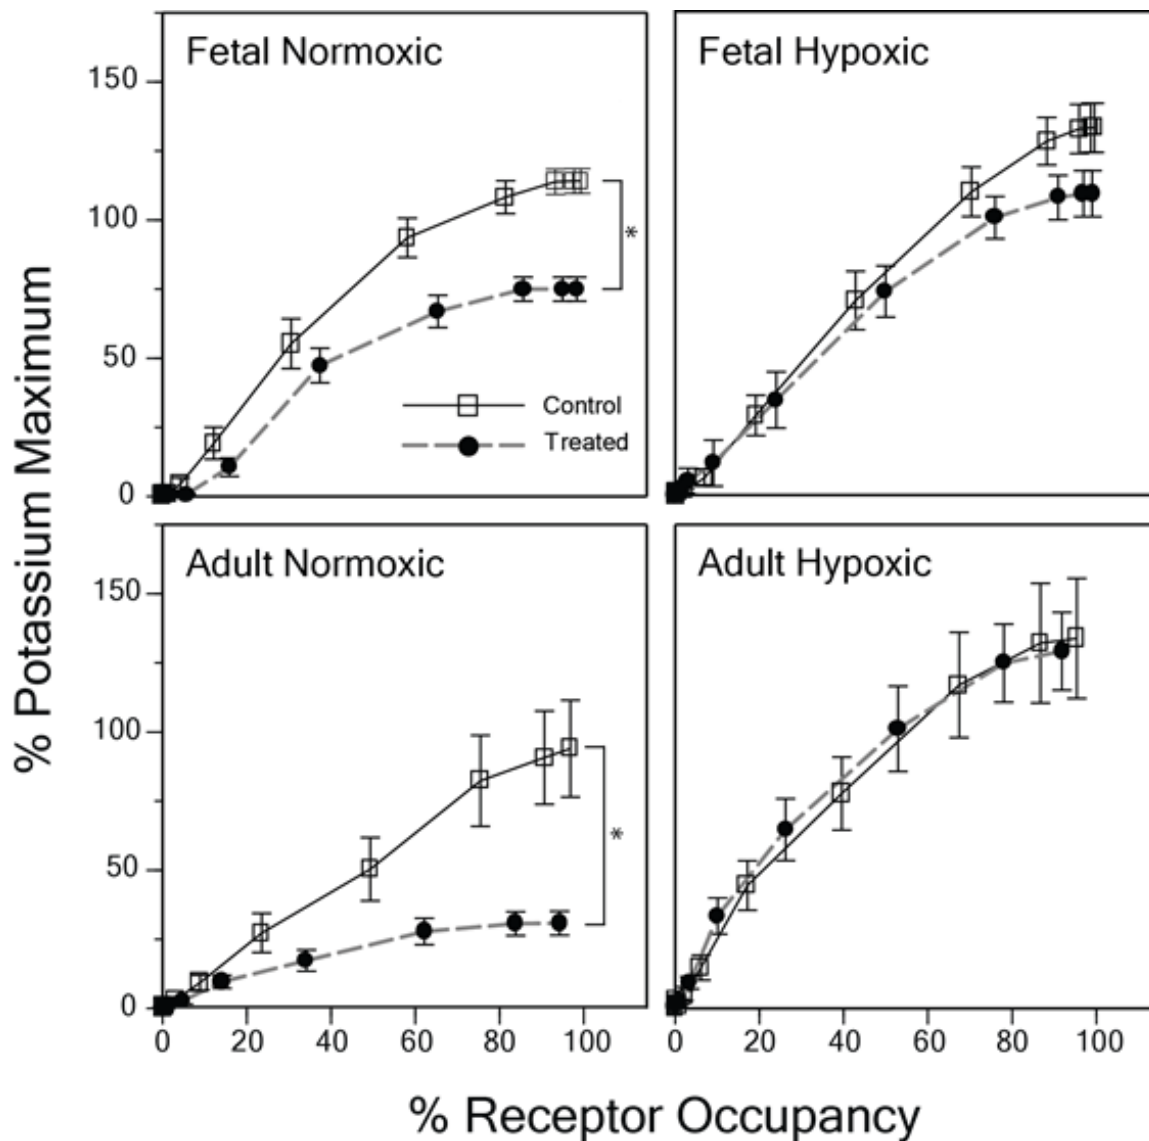 Fetal Normoxic
Fetal Hypoxic
150
100
50
0
*
Control
Treated
Adult Normoxic
Adult Hypoxic
150
100
50
0
*
0 20 40 60 80 100
0 20 40 60 80 100
% Potassium Maximum
% Receptor Occupancy